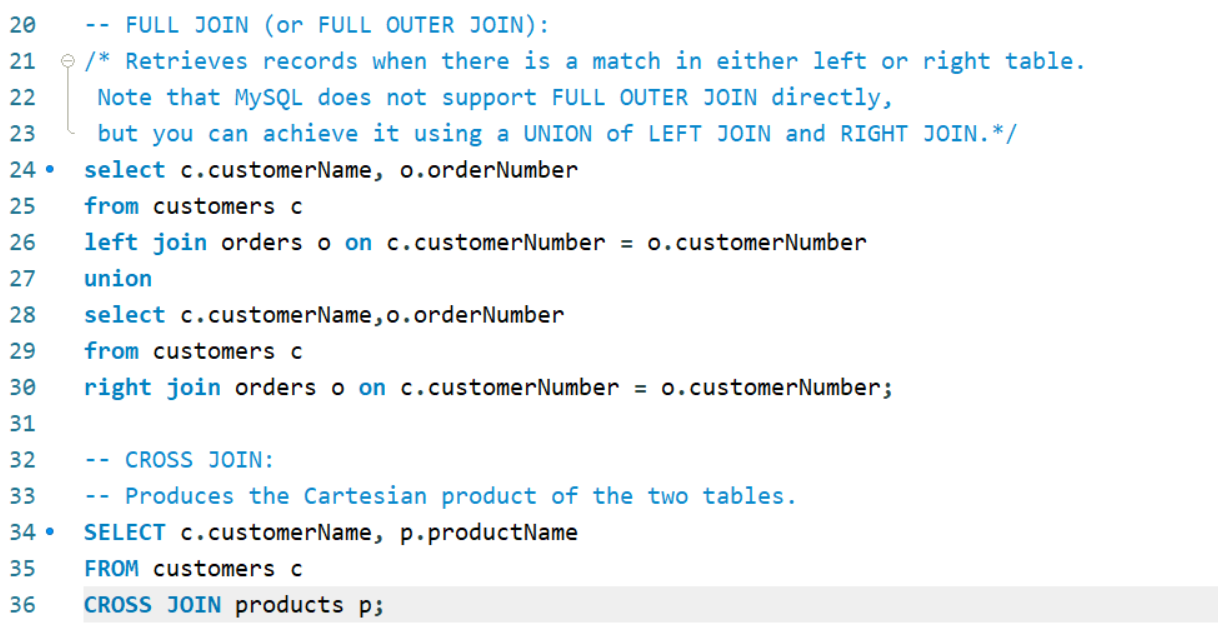 20 -- FULL JOIN (or FULL OUTER JOIN):
21 /* Retrieves records when there is a match in either left or right table.
22 Note that MySQL does not support FULL OUTER JOIN directly,
23 but you can achieve it using a UNION of LEFT JOIN and RIGHT JOIN.*/
24 select c.customerName, o.orderNumber
25 from customers c
26 left join orders o on c.customerNumber = o.customerNumber
27 union
28 select c.customerName,o.orderNumber
29 from customers c
30 right join orders o on c.customerNumber = o.customerNumber;
31
32 -- CROSS JOIN:
33 -- Produces the Cartesian product of the two tables.
34 SELECT c.customerName, p.productName
35 FROM customers c
36 CROSS JOIN products p;